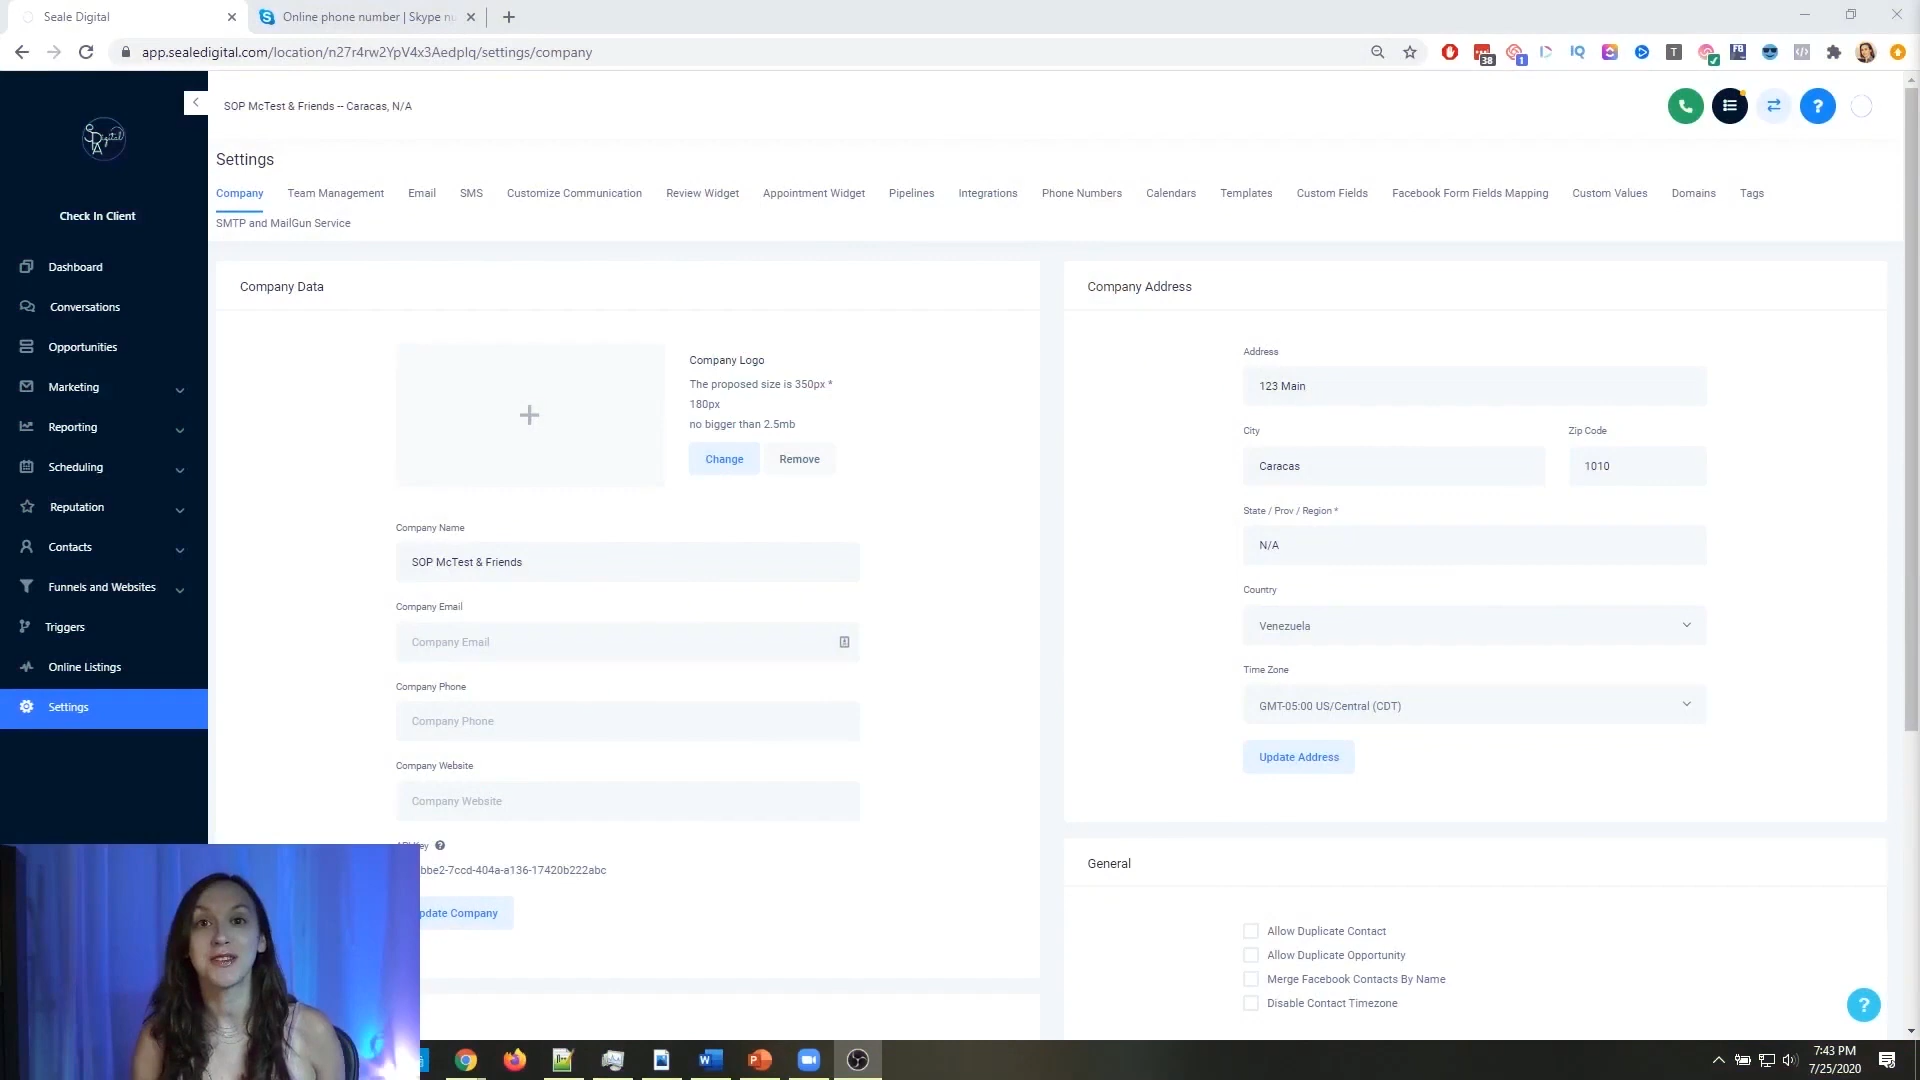 Seale Digital
Online phone number | Skype nu
app.sealedigital.com/location/n27r4rw2YpV4x3Aedplq/settings/company
38
1
IQ
T
FB
SOP McTest & Friends -- Caracas, N/A
Digital
Check In Client
Dashboard
Conversations
Opportunities
Marketing
Reporting
Scheduling
Reputation
Contacts
Funnels and Websites
Triggers
Online Listings
Settings
Settings
Company Team Management Email SMS Customize Communication Review Widget Appointment Widget Pipelines Integrations Phone Numbers Calendars Templates Custom Fields Facebook Form Fields Mapping Custom Values Domains Tags
SMTP and MailGun Service
Company Data
Company Logo
The proposed size is 350px *
180px
no bigger than 2.5mb
Change Remove
Company Name
SOP McTest & Friends
Company Email
Company Email
Company Phone
Company Phone
Company Website
Company Website
bbe2-7ccd-404a-a136-17420b222abc
pdate Company
Company Address
Address
123 Main
City Zip Code
Caracas 1010
State / Prov / Region *
N/A
Country
Venezuela
Time Zone
GMT-05:00 US/Central (CDT)
Update Address
General
Allow Duplicate Contact
Allow Duplicate Opportunity
Merge Facebook Contacts By Name
Disable Contact Timezone
7:43 PM
7/25/2020